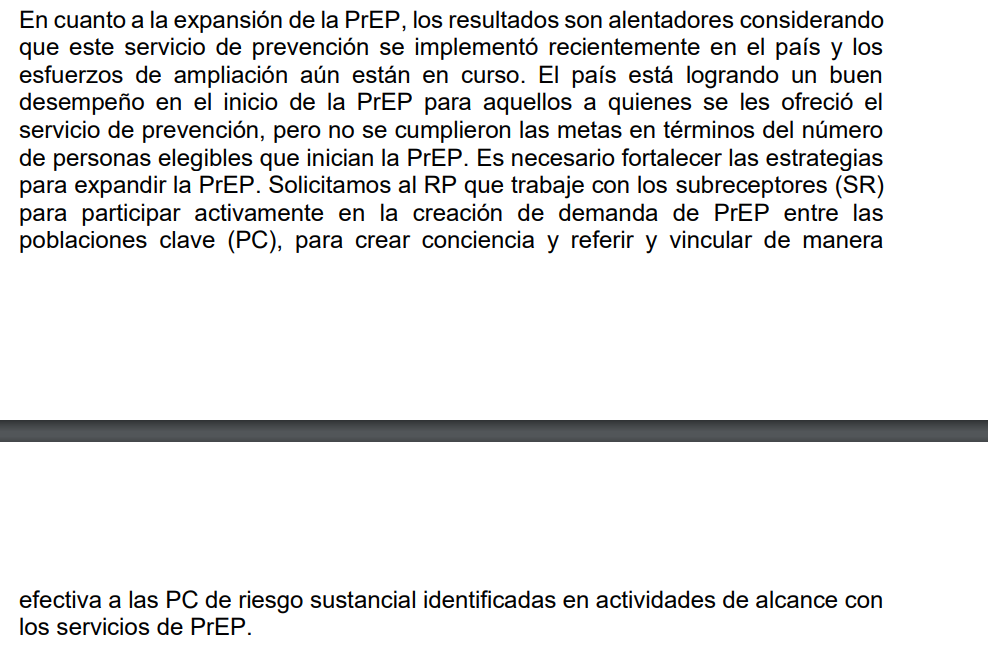 En cuanto a la expansión de la PrEP, los resultados son alentadores considerando
que este servicio de prevención se implementó recientemente en el país y los
esfuerzos de ampliación aún están en curso. El país está logrando un buen
desempeño en el inicio de la PrEP para aquellos a quienes se les ofreció el
servicio de prevención, pero no se cumplieron las metas en términos del número
de personas elegibles que inician la PrEP. Es necesario fortalecer las estrategias
para expandir la PrEP. Solicitamos al RP que trabaje con los subreceptores (SR)
para participar activamente en la creación de demanda de PrEP entre las
poblaciones clave (PC), para crear conciencia y referir y vincular de manera
efectiva a las PC de riesgo sustancial identificadas en actividades de alcance con
los servicios de PrEP.